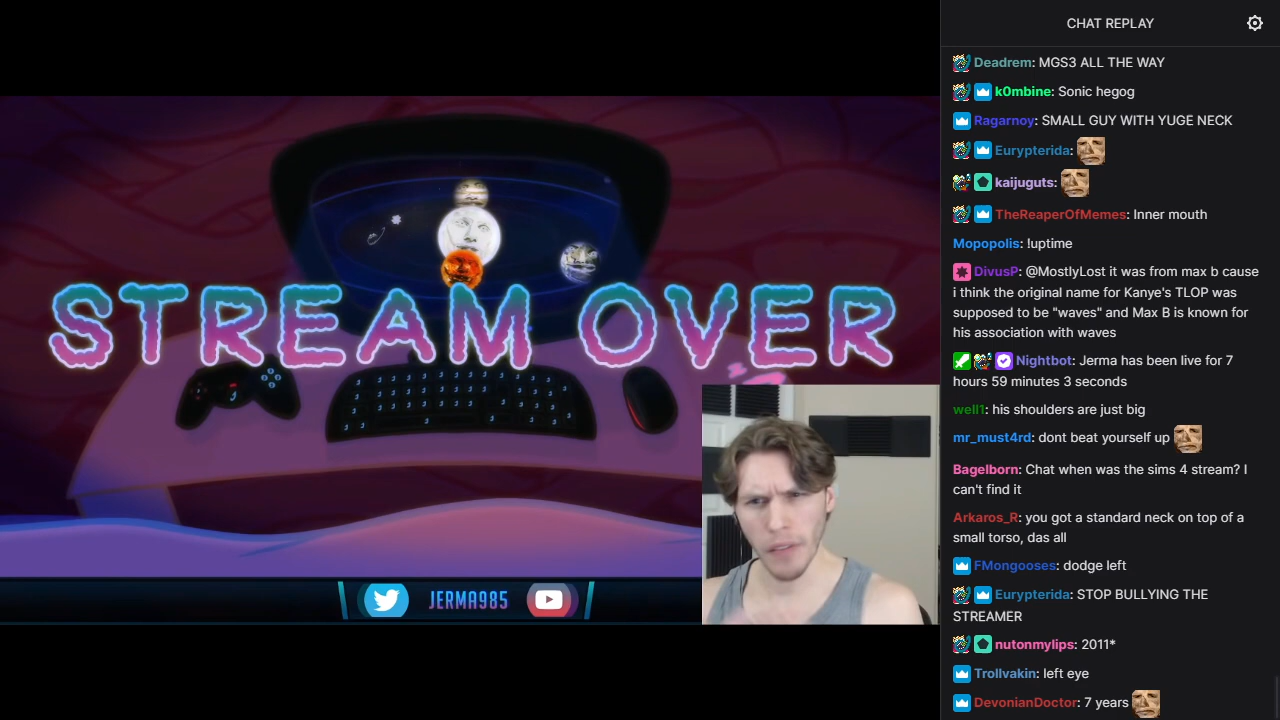 CHAT REPLAY
Deadrem: MGS3 ALL THE WAY
k0mbine: Sonic hegog
Ragarnoy: SMALL GUY WITH YUGE NECK
Eurypterida:
kaijuguts:
TheReaperOfMemes: Inner mouth
Mopopolis: !uptime
DivusP: @MostlyLost it was from max b cause
i think the original name for Kanye's TLOP was
supposed to be "waves" and Max B is known for
his association with waves
Nightbot: Jerma has been live for 7
hours 59 minutes 3 seconds
well1: his shoulders are just big
mr_must4rd: dont beat yourself up
Bagelborn: Chat when was the sims 4 stream? I
can't find it
Arkaros_R: you got a standard neck on top of a
small torso, das all
FMongooses: dodge left
Eurypterida: STOP BULLYING THE
STREAMER
nutonmylips: 2011*
Trollvakin: left eye
DevonianDoctor: 7 years
STREAM OVER
JERMA985